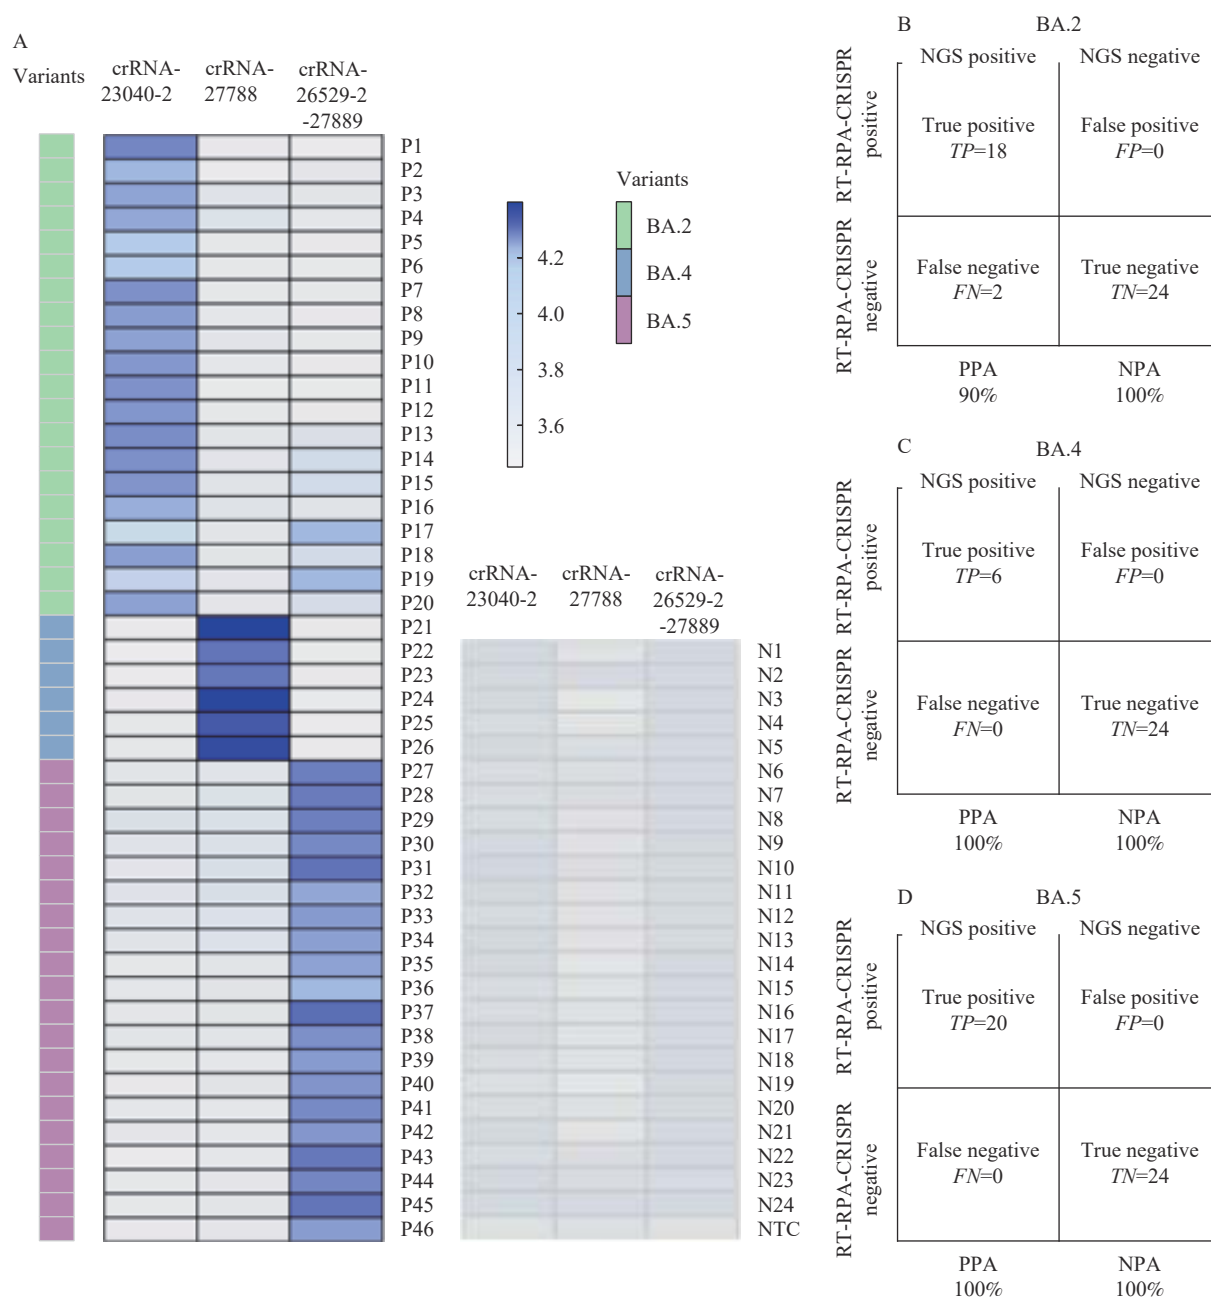 A
Variants
crRNA-
23040-2
crRNA-
27788
crRNA-
26529-2
-27889
P1
P2
P3
P4
P5
P6
P7
P8
P9
P10
P11
P12
P13
P14
P15
P16
P17
P18
P19
P20
P21
P22
P23
P24
P25
P26
P27
P28
P29
P30
P31
P32
P33
P34
P35
P36
P37
P38
P39
P40
P41
P42
P43
P44
P45
P46
4.2
4.0
3.8
3.6
Variants
BA.2
BA.4
BA.5
crRNA-
23040-2
crRNA-
27788
crRNA-
26529-2
-27889
N1
N2
N3
N4
N5
N6
N7
N8
N9
N10
N11
N12
N13
N14
N15
N16
N17
N18
N19
N20
N21
N22
N23
N24
NTC
B
BA.2
NGS positive
NGS negative
RT-RPA-CRISPR
positive
True positive
TP=18
False positive
FP=0
RT-RPA-CRISPR
negative
False negative
FN=2
True negative
TN=24
PPA
90%
NPA
100%
C
BA.4
NGS positive
NGS negative
RT-RPA-CRISPR
positive
True positive
TP=6
False positive
FP=0
RT-RPA-CRISPR
negative
False negative
FN=0
True negative
TN=24
PPA
100%
NPA
100%
D
BA.5
NGS positive
NGS negative
RT-RPA-CRISPR
positive
True positive
TP=20
False positive
FP=0
RT-RPA-CRISPR
negative
False negative
FN=0
True negative
TN=24
PPA
100%
NPA
100%